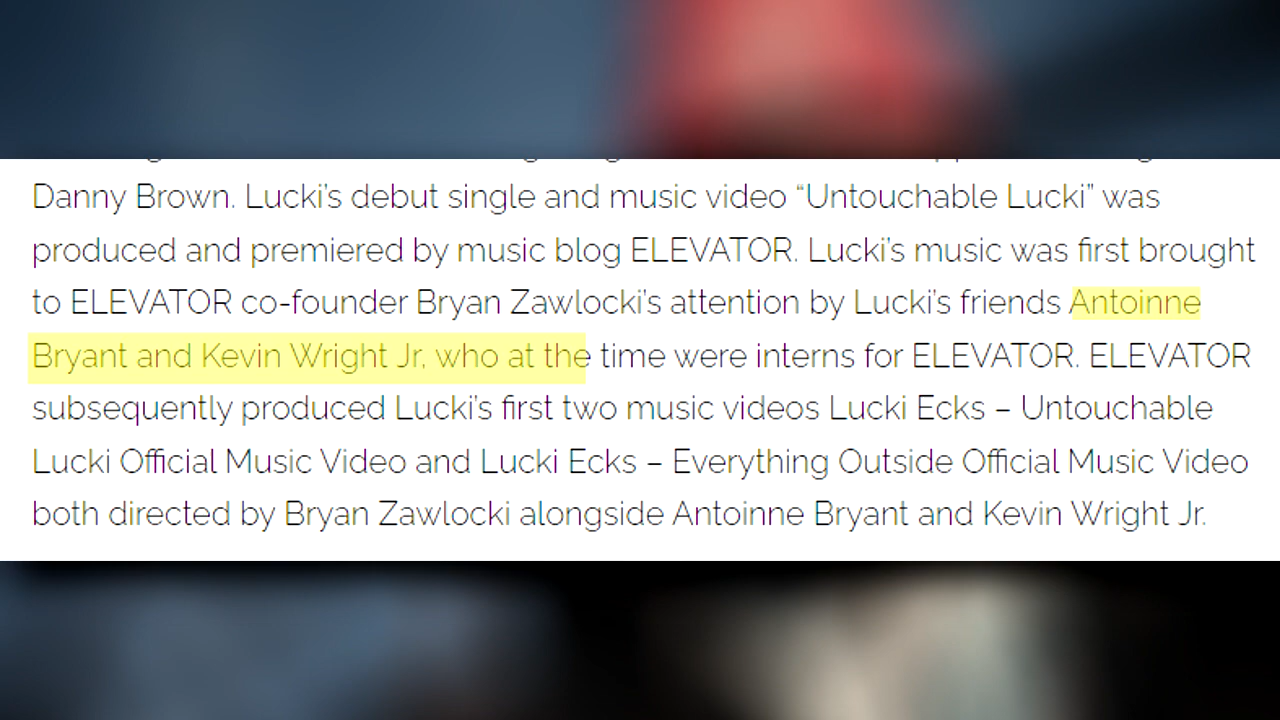 Danny Brown. Lucki’s debut single and music video “Untouchable Lucki” was
produced and premiered by music blog ELEVATOR. Lucki’s music was first brought
to ELEVATOR co-founder Bryan Zawlocki’s attention by Lucki’s friends Antoinne
Bryant and Kevin Wright Jr, who at the time were interns for ELEVATOR. ELEVATOR
subsequently produced Lucki’s first two music videos Lucki Ecks – Untouchable
Lucki Official Music Video and Lucki Ecks – Everything Outside Official Music Video
both directed by Bryan Zawlocki alongside Antoinne Bryant and Kevin Wright Jr.